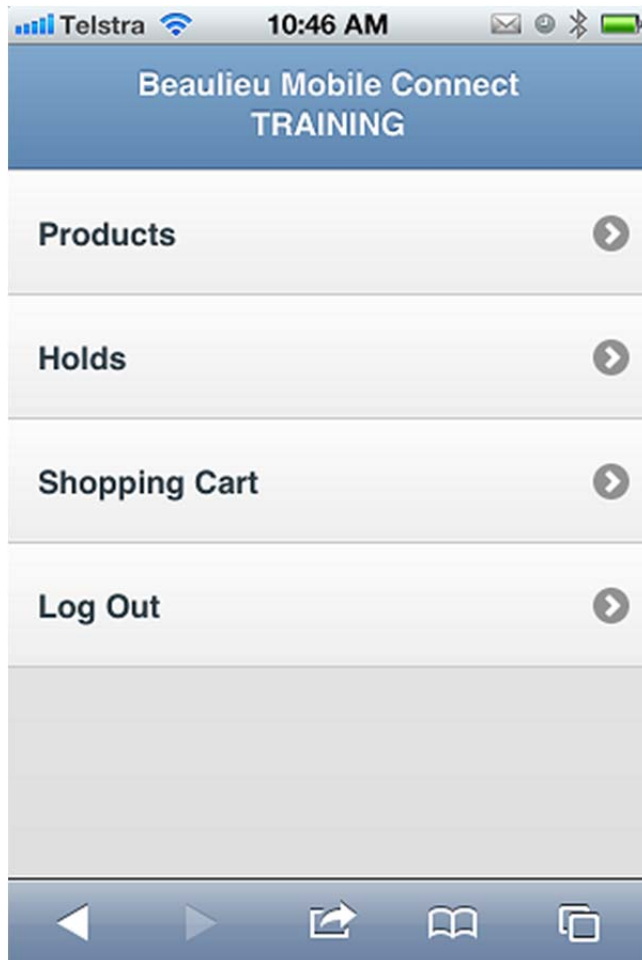 Telstra 10:46 AM
Beaulieu Mobile Connect
TRAINING
Products
Holds
Shopping Cart
Log Out